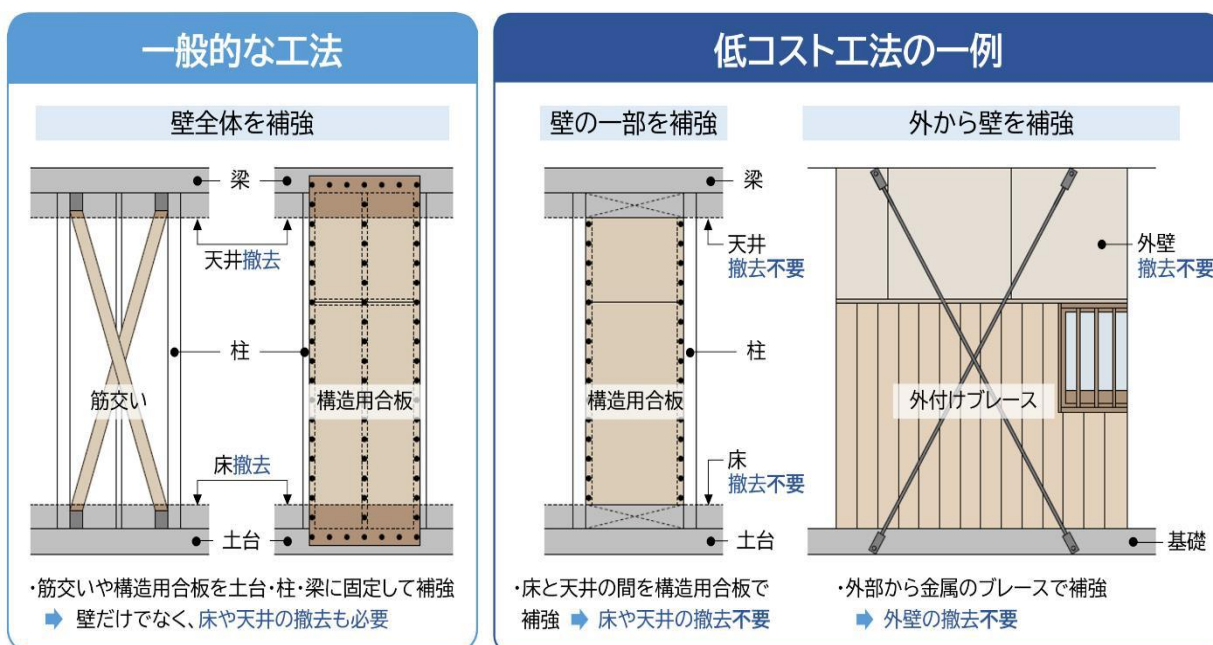 一般的な工法
壁全体を補強
梁
天井撤去
柱
筋交い
構造用合板
床撤去
土台
・筋交いや構造用合板を土台・柱・梁に固定して補強
➡ 壁だけでなく、床や天井の撤去も必要
低コスト工法の一例
壁の一部を補強
梁
天井
撤去不要
柱
構造用合板
床
撤去不要
土台
・床と天井の間を構造用合板で
補強 ➡ 床や天井の撤去不要
外から壁を補強
外壁
撤去不要
外付けブレース
基礎
・外部から金属のブレースで補強
➡ 外壁の撤去不要